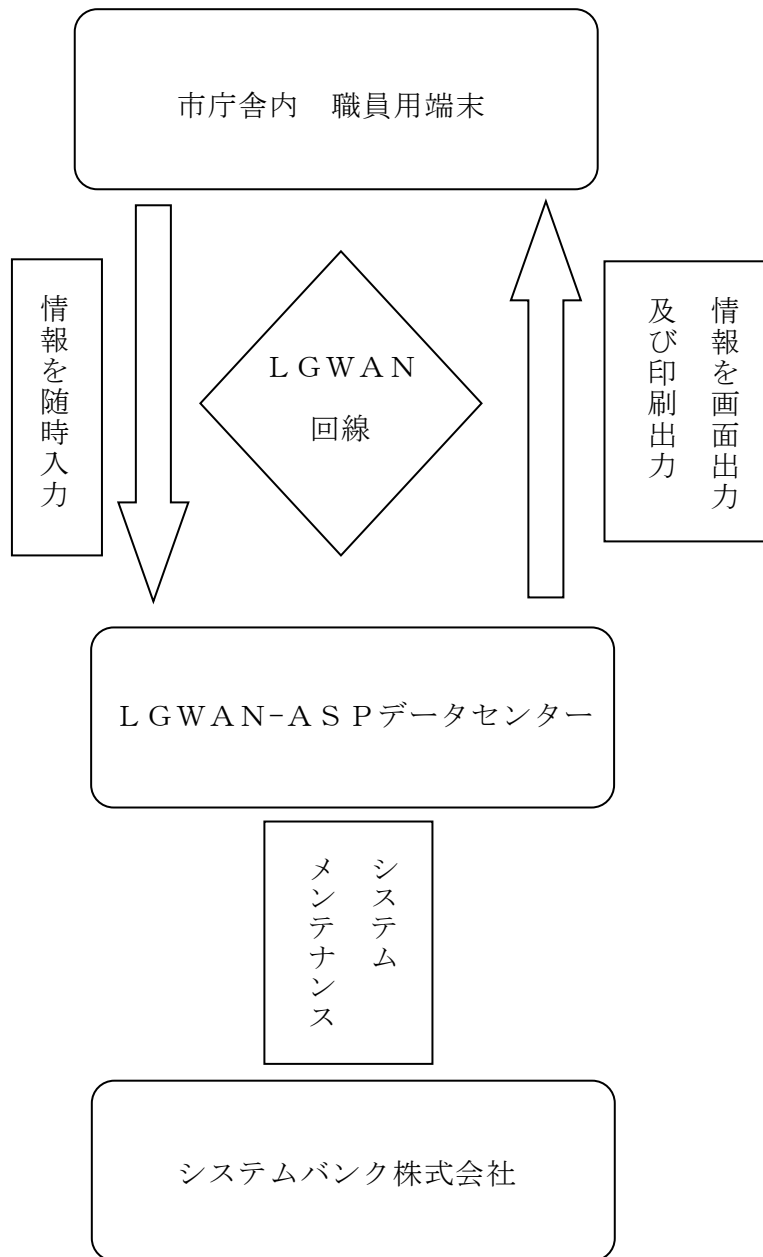 市庁舎内　職員用端末
情報を随時入力
ＬＧＷＡＮ
回線
情報を画面出力
及び印刷出力
ＬＧＷＡＮ−ＡＳＰデータセンター
システム
メンテナンス
システムバンク株式会社